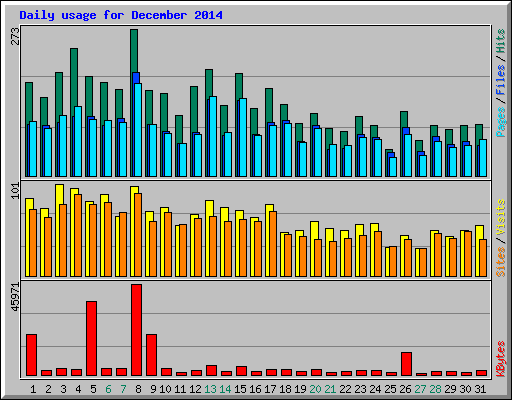 Daily usage for December 2014
273
Pages / Files / Hits
101
Sites / Visits
45971
KBytes
1 2 3 4 5 6 7 8 9 10 11 12 13 14 15 16 17 18 19 20 21 22 23 24 25 26 27 28 29 30 31